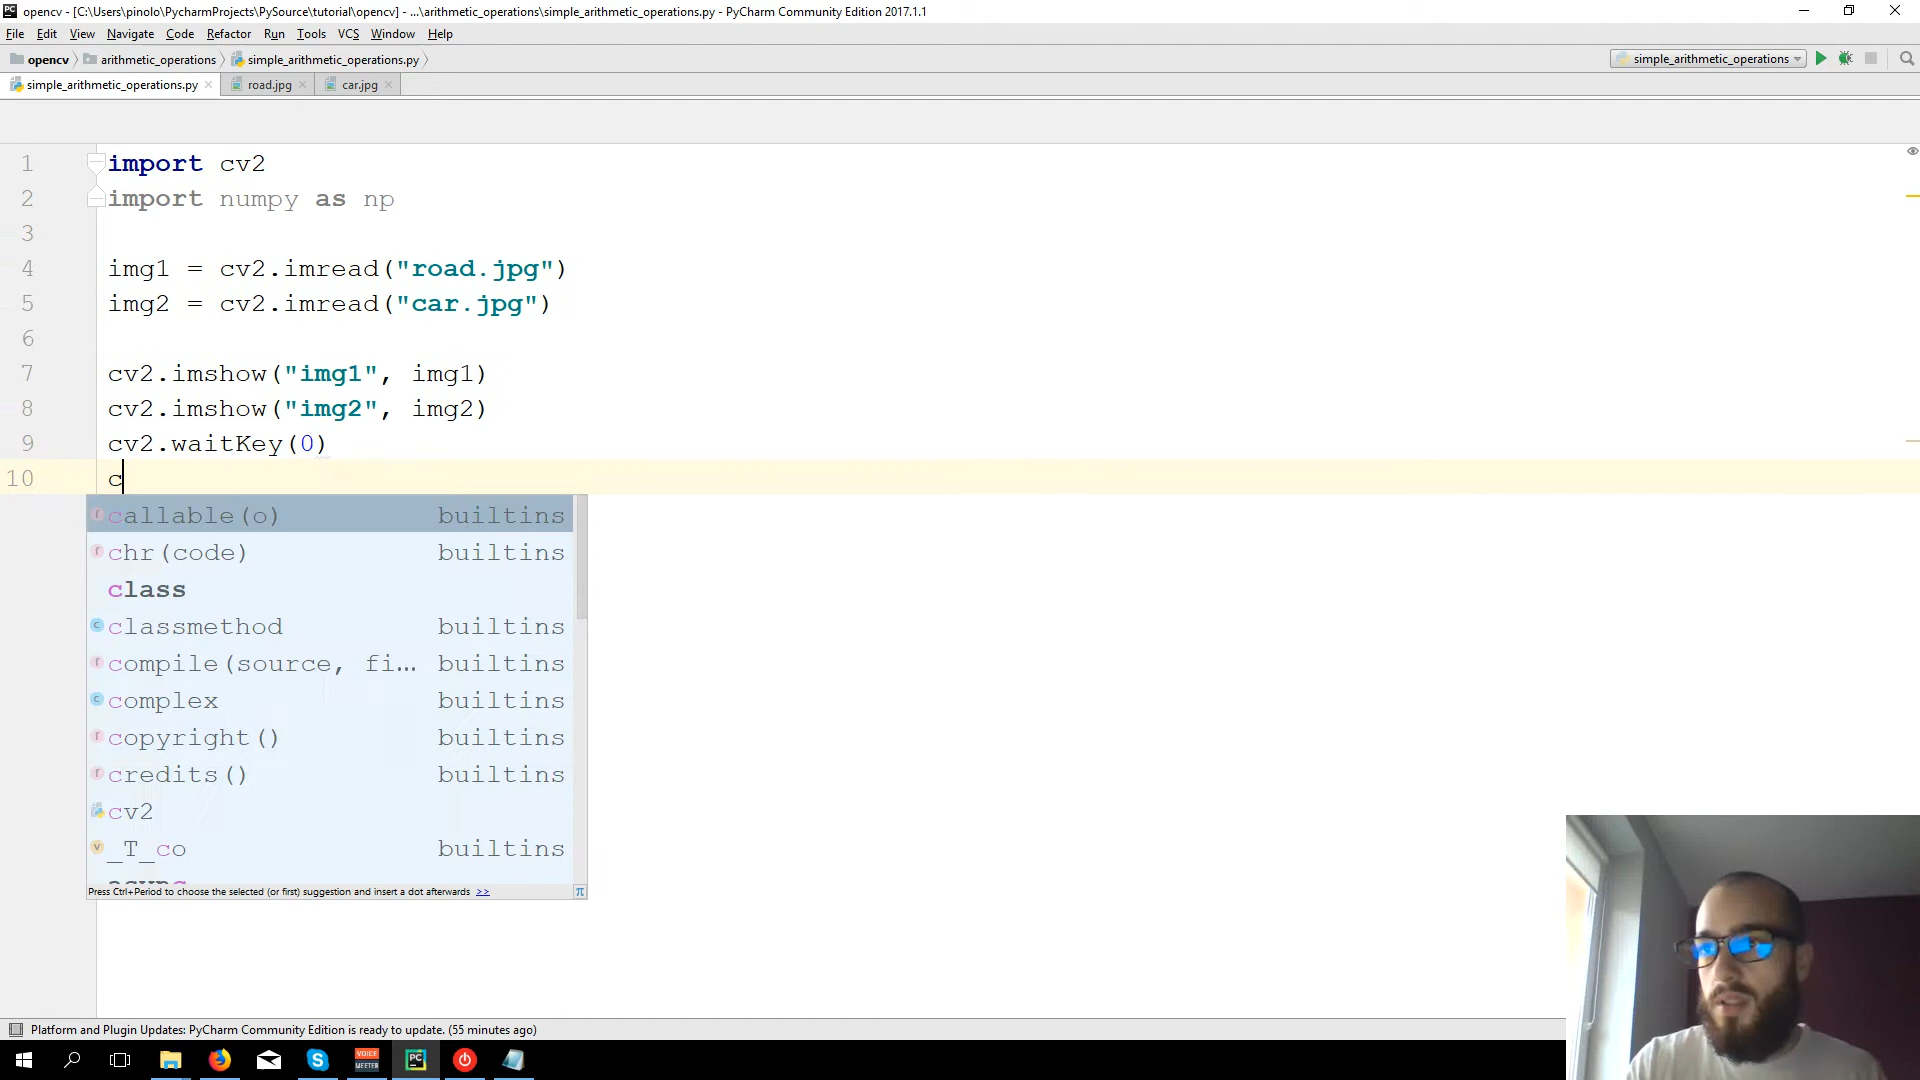 opencv - [C:\Users\pinolo\PycharmProjects\PySource\tutorial\opencv] - ...\arithmetic_operations\simple_arithmetic_operations.py - PyCharm Community Edition 2017.1.1
File Edit View Navigate Code Refactor Run Tools VCS Window Help
opencv arithmetic_operations simple_arithmetic_operations.py simple_arithmetic_operations
simple_arithmetic_operations.py road.jpg car.jpg
1 import cv2
2 import numpy as np
3
4 img1 = cv2.imread("road.jpg")
5 img2 = cv2.imread("car.jpg")
6
7 cv2.imshow("img1", img1)
8 cv2.imshow("img2", img2)
9 cv2.waitKey(0)
10 c
callable(o) builtins
chr(code) builtins
class
classmethod builtins
compile(source, fi... builtins
complex builtins
copyright() builtins
credits() builtins
cv2
_T_co builtins
async
Press Ctrl+Period to choose the selected (or first) suggestion and insert a dot afterwards >> π
Platform and Plugin Updates: PyCharm Community Edition is ready to update. (55 minutes ago)
VOICE
MEETER
PC